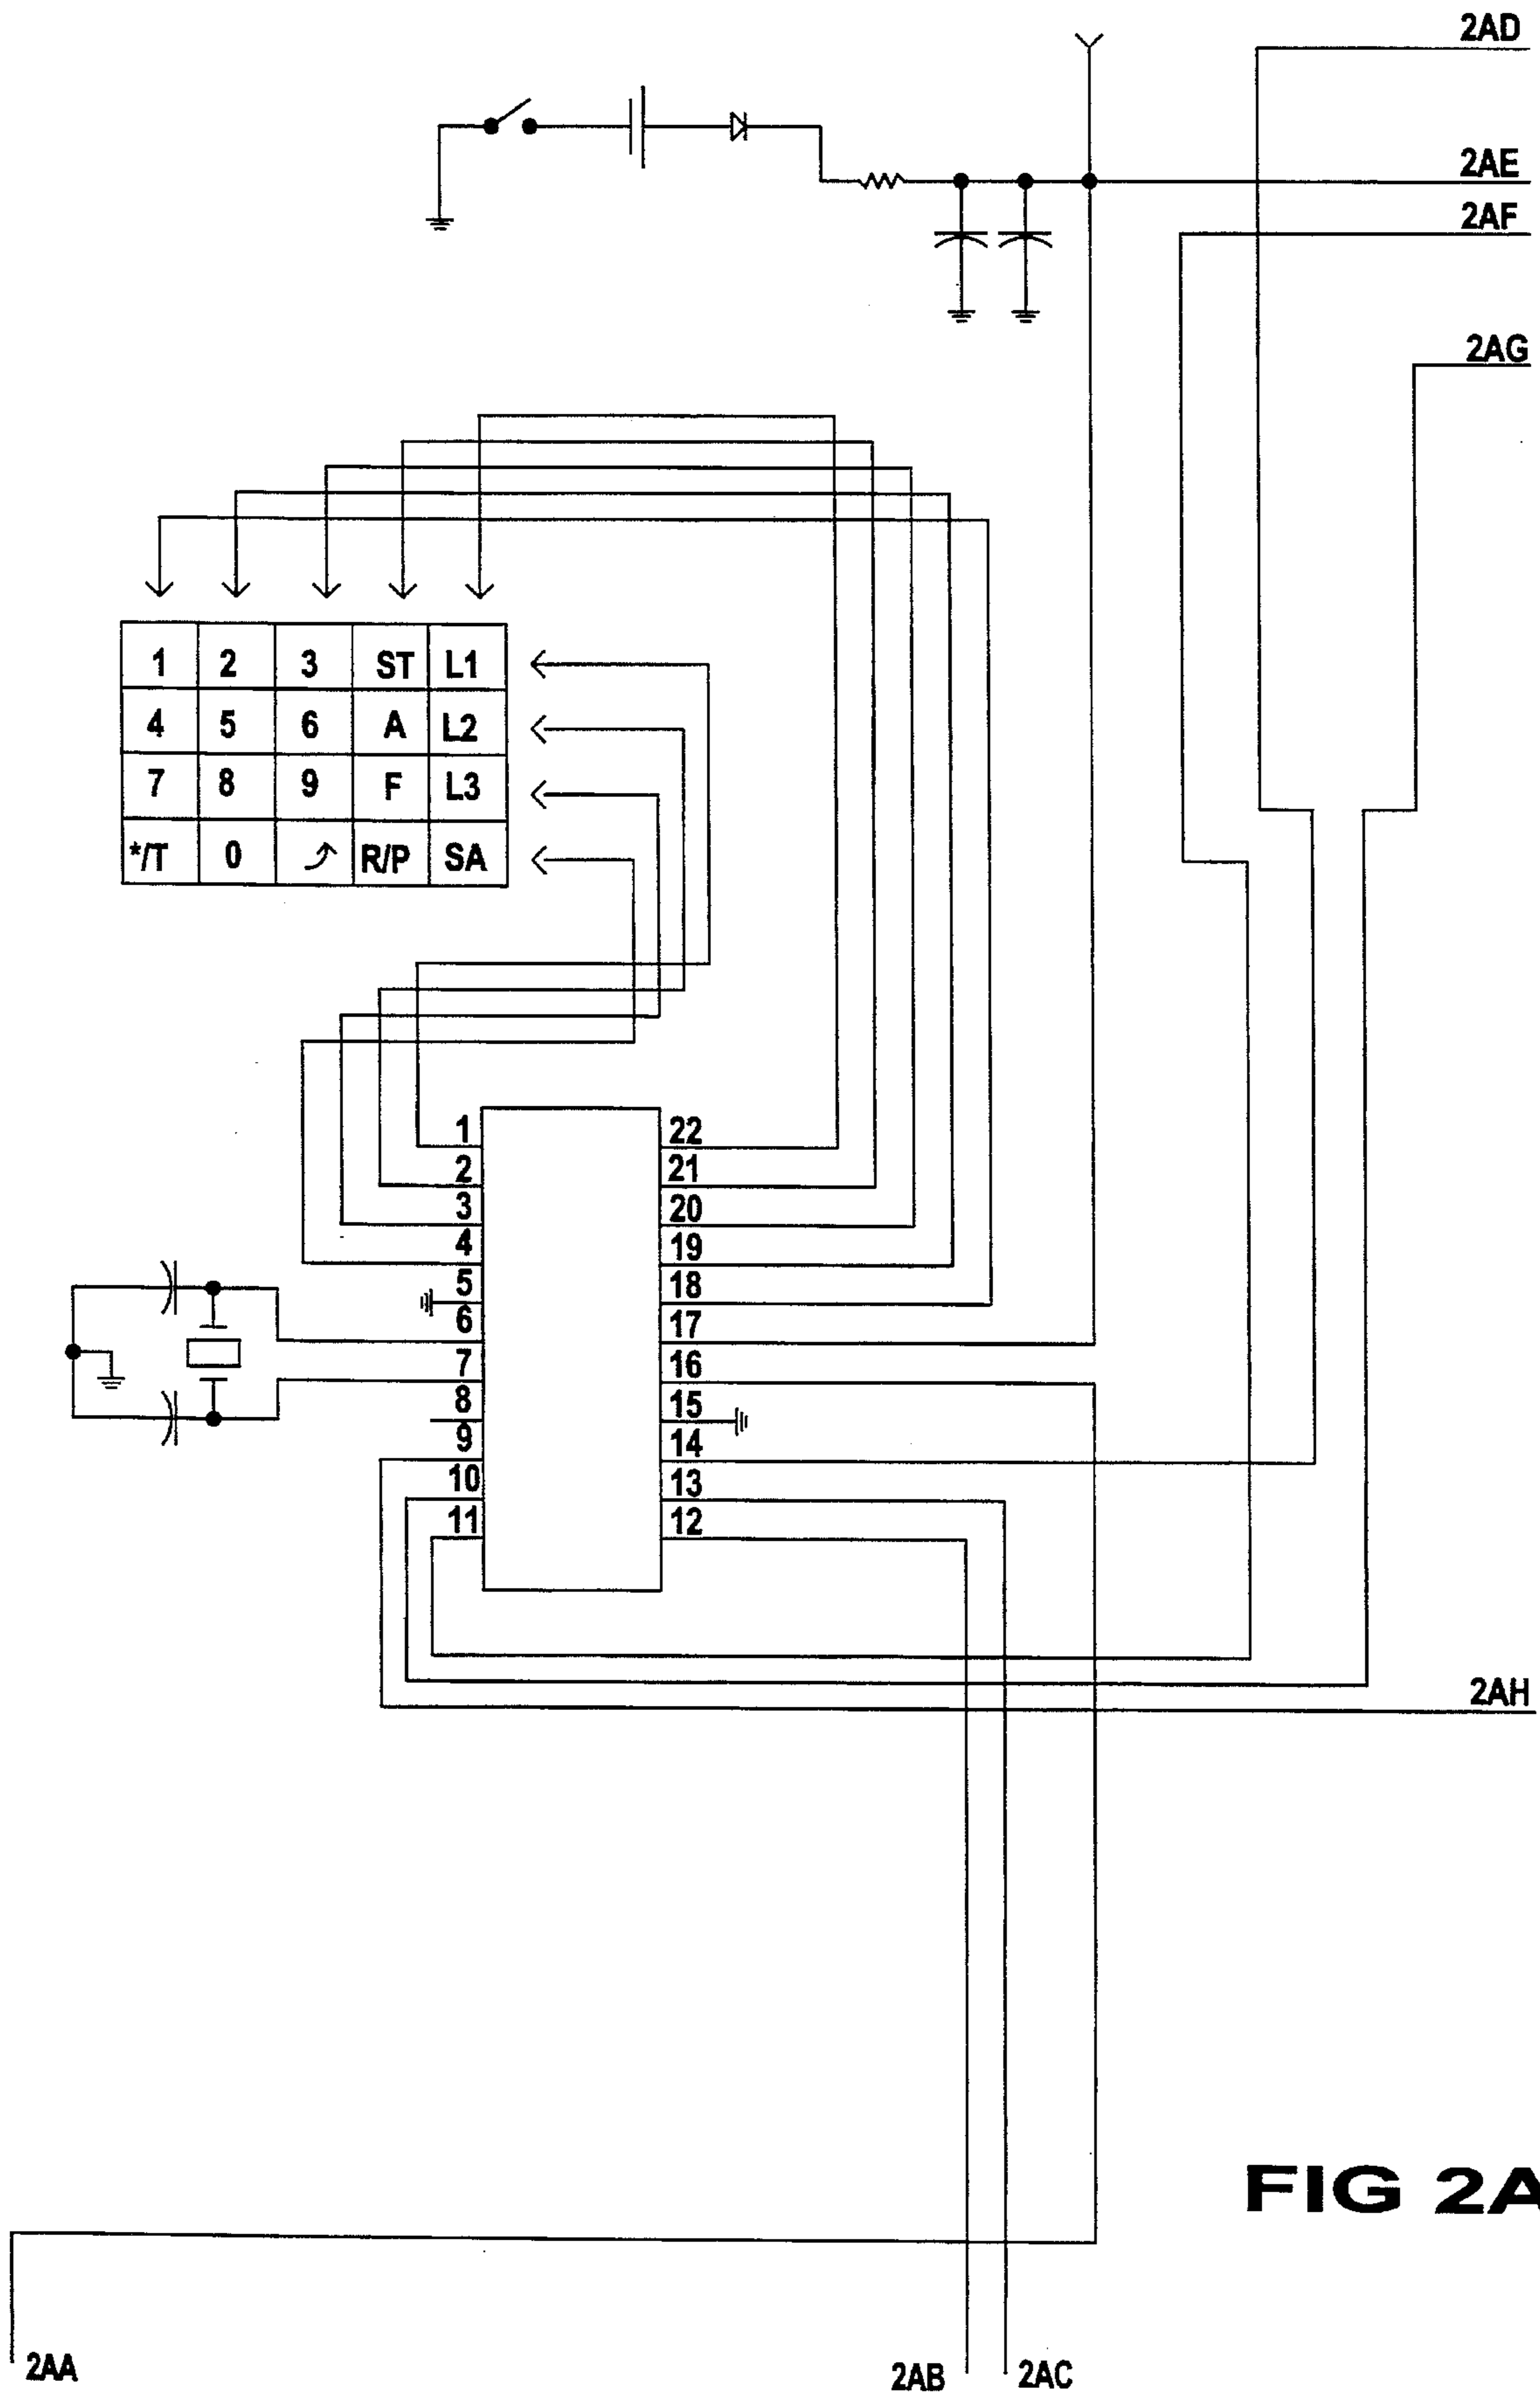 2AD
2AE
2AF
2AG
1 2 3 ST L1
4 5 6 A L2
7 8 9 F L3
*/T 0 R/P SA
1 22
2 21
3 20
4 19
5 18
6 17
7 16
8 15
9 14
10 13
11 12
2AH
FIG 2A
2AA 2AB 2AC